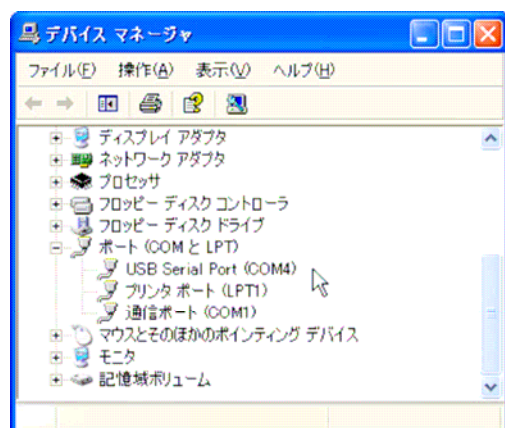 デバイス マネージャ
ファイル(F) 操作(A) 表示(V) ヘルプ(H)
ディスプレイ アダプタ
ネットワーク アダプタ
プロセッサ
フロッピー ディスク コントローラ
フロッピー ディスク ドライブ
ポート (COM と LPT)
USB Serial Port (COM4)
プリンタ ポート (LPT1)
通信ポート (COM1)
マウスとそのほかのポインティング デバイス
モニタ
記憶域ボリューム